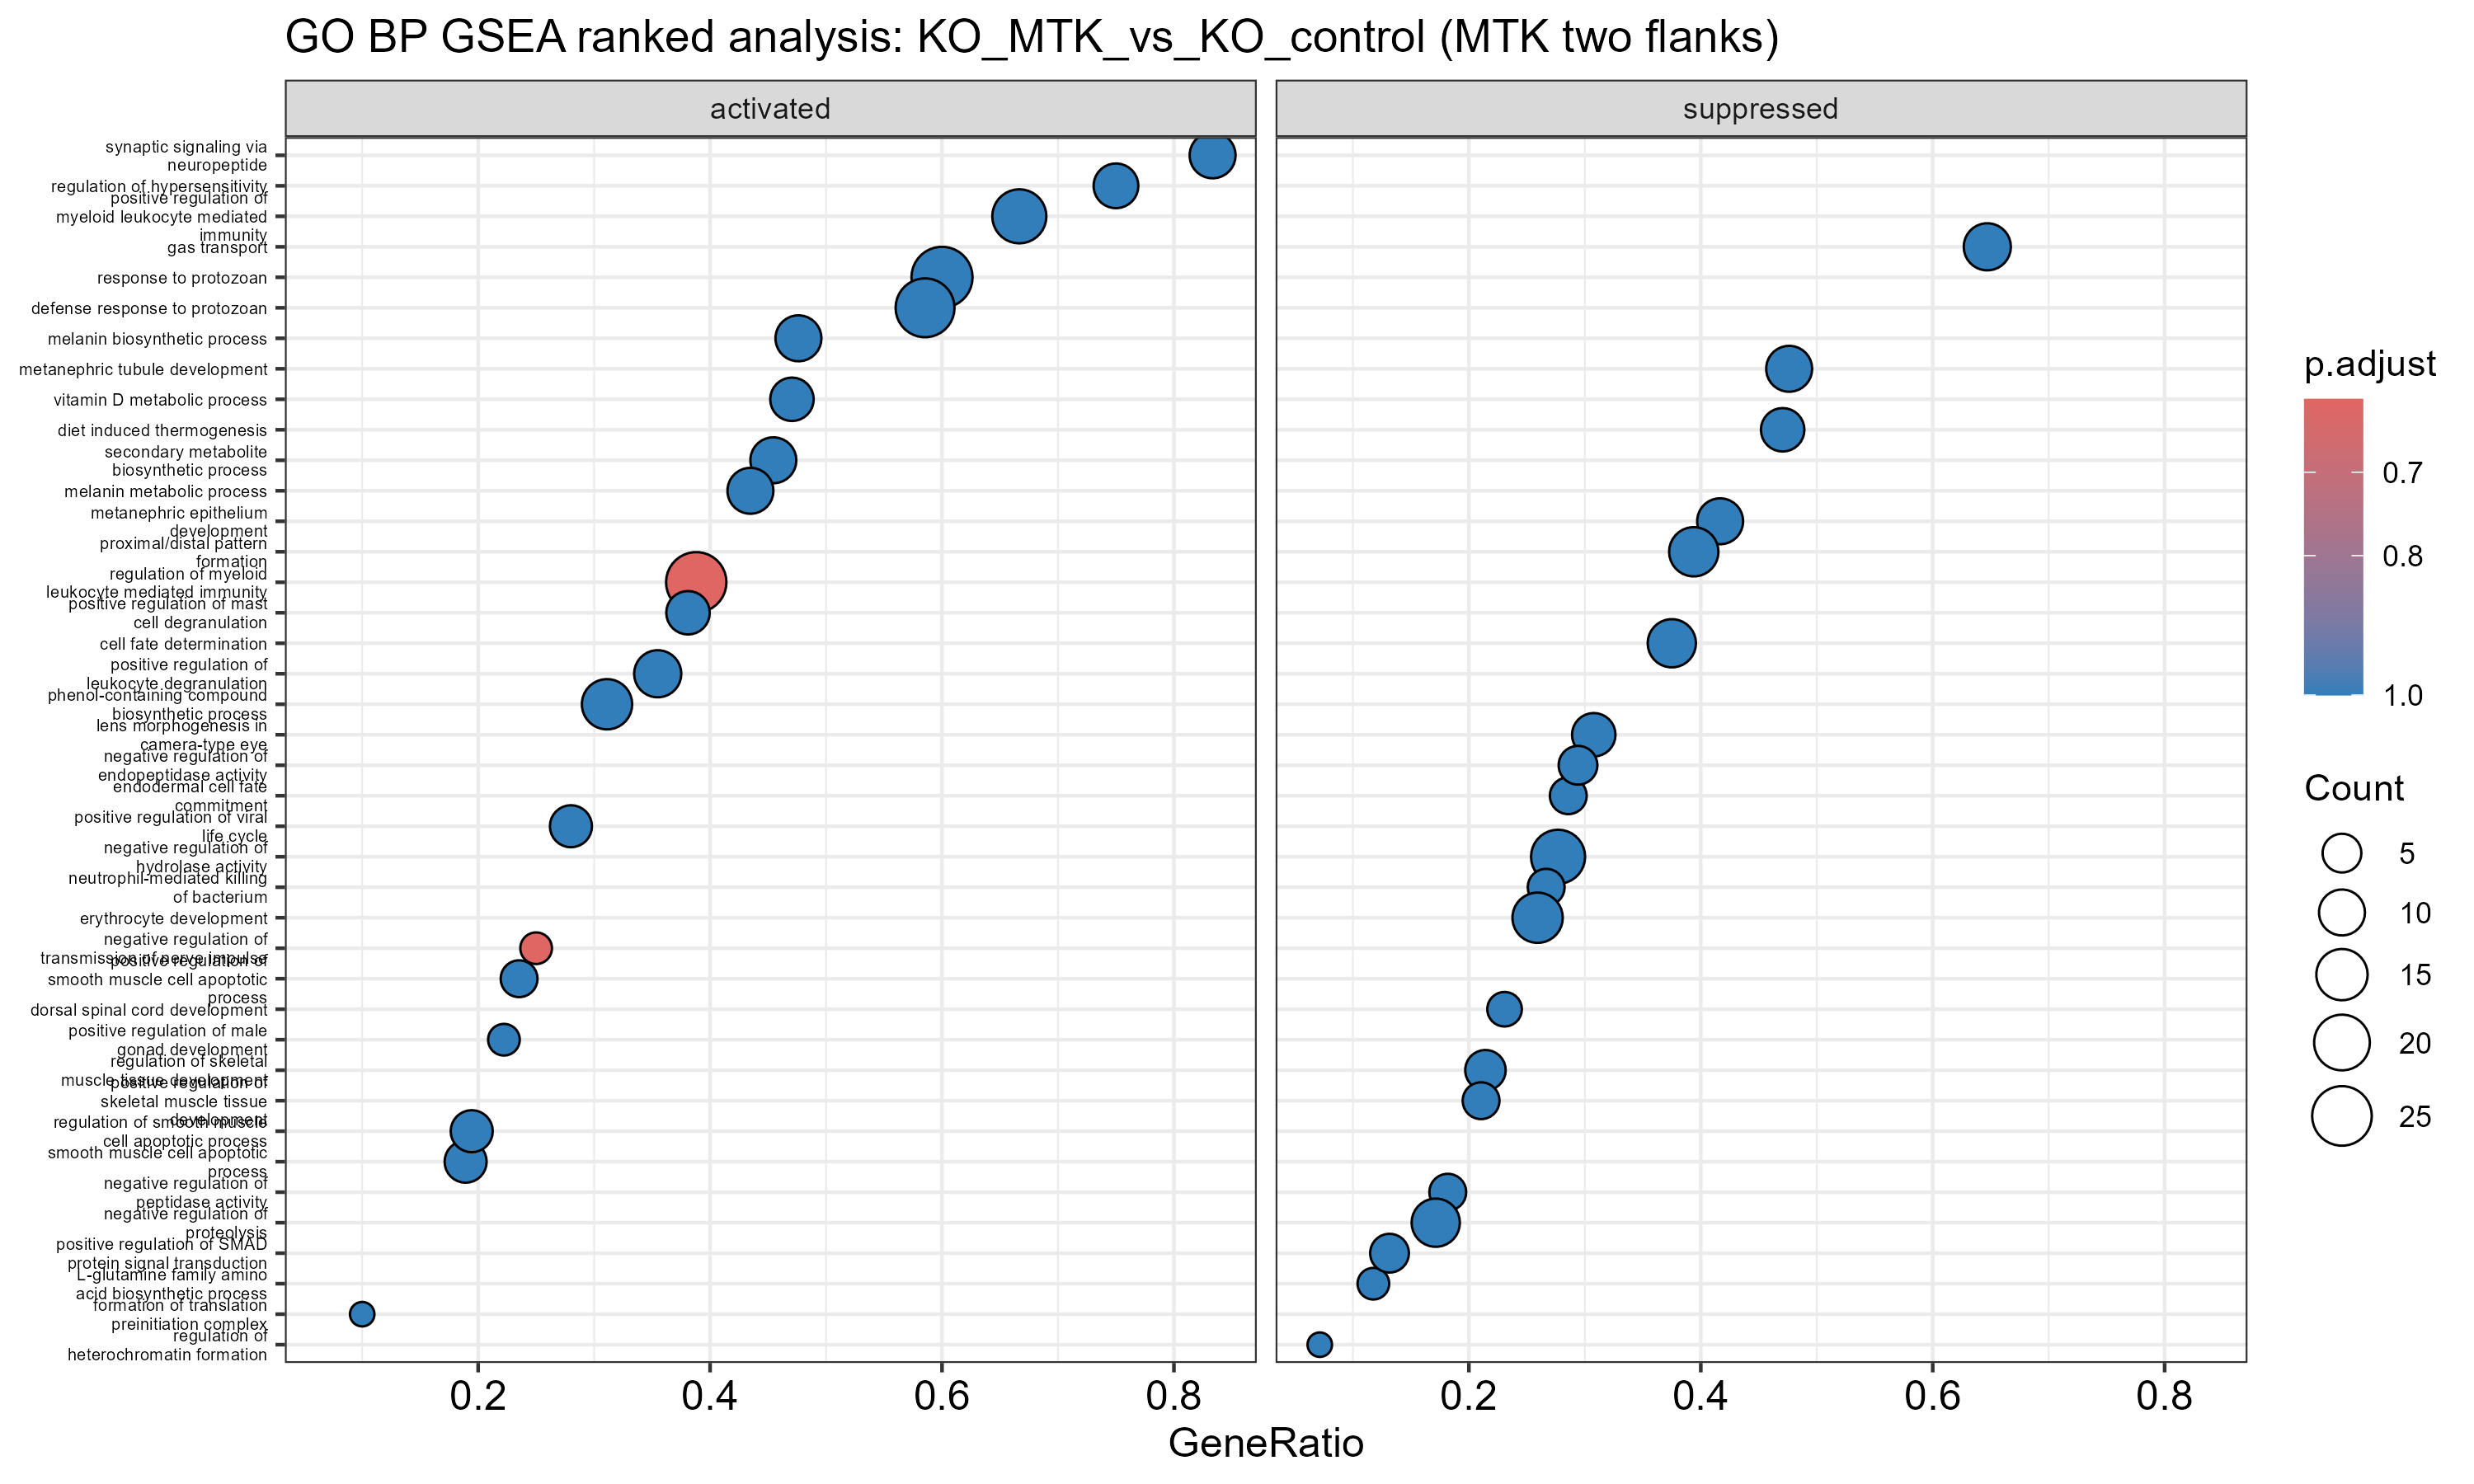 GO BP GSEA ranked analysis: KO_MTK_vs_KO_control (MTK two flanks)
activated
suppressed
synaptic signaling via
neuropeptide
regulation of hypersensitivity
positive regulation of
myeloid leukocyte mediated
immunity
gas transport
response to protozoan
defense response to protozoan
melanin biosynthetic process
metanephric tubule development
vitamin D metabolic process
diet induced thermogenesis
secondary metabolite
biosynthetic process
melanin metabolic process
metanephric epithelium
development
proximal/distal pattern
formation
regulation of myeloid
leukocyte mediated immunity
positive regulation of mast
cell degranulation
cell fate determination
positive regulation of
leukocyte degranulation
phenol-containing compound
biosynthetic process
lens morphogenesis in
camera-type eye
negative regulation of
endopeptidase activity
endodermal cell fate
commitment
positive regulation of viral
life cycle
negative regulation of
hydrolase activity
neutrophil-mediated killing
of bacterium
erythrocyte development
negative regulation of
transmission of nerve impulse
positive regulation of
smooth muscle cell apoptotic
process
dorsal spinal cord development
positive regulation of male
gonad development
regulation of skeletal
muscle tissue development
positive regulation of
skeletal muscle tissue
development
regulation of smooth muscle
cell apoptotic process
smooth muscle cell apoptotic
process
negative regulation of
peptidase activity
negative regulation of
proteolysis
positive regulation of SMAD
protein signal transduction
L-glutamine family amino
acid biosynthetic process
formation of translation
preinitiation complex
regulation of
heterochromatin formation
0.2 0.4 0.6 0.8
0.2 0.4 0.6 0.8
GeneRatio
p.adjust
0.7
0.8
1.0
Count
5
10
15
20
25